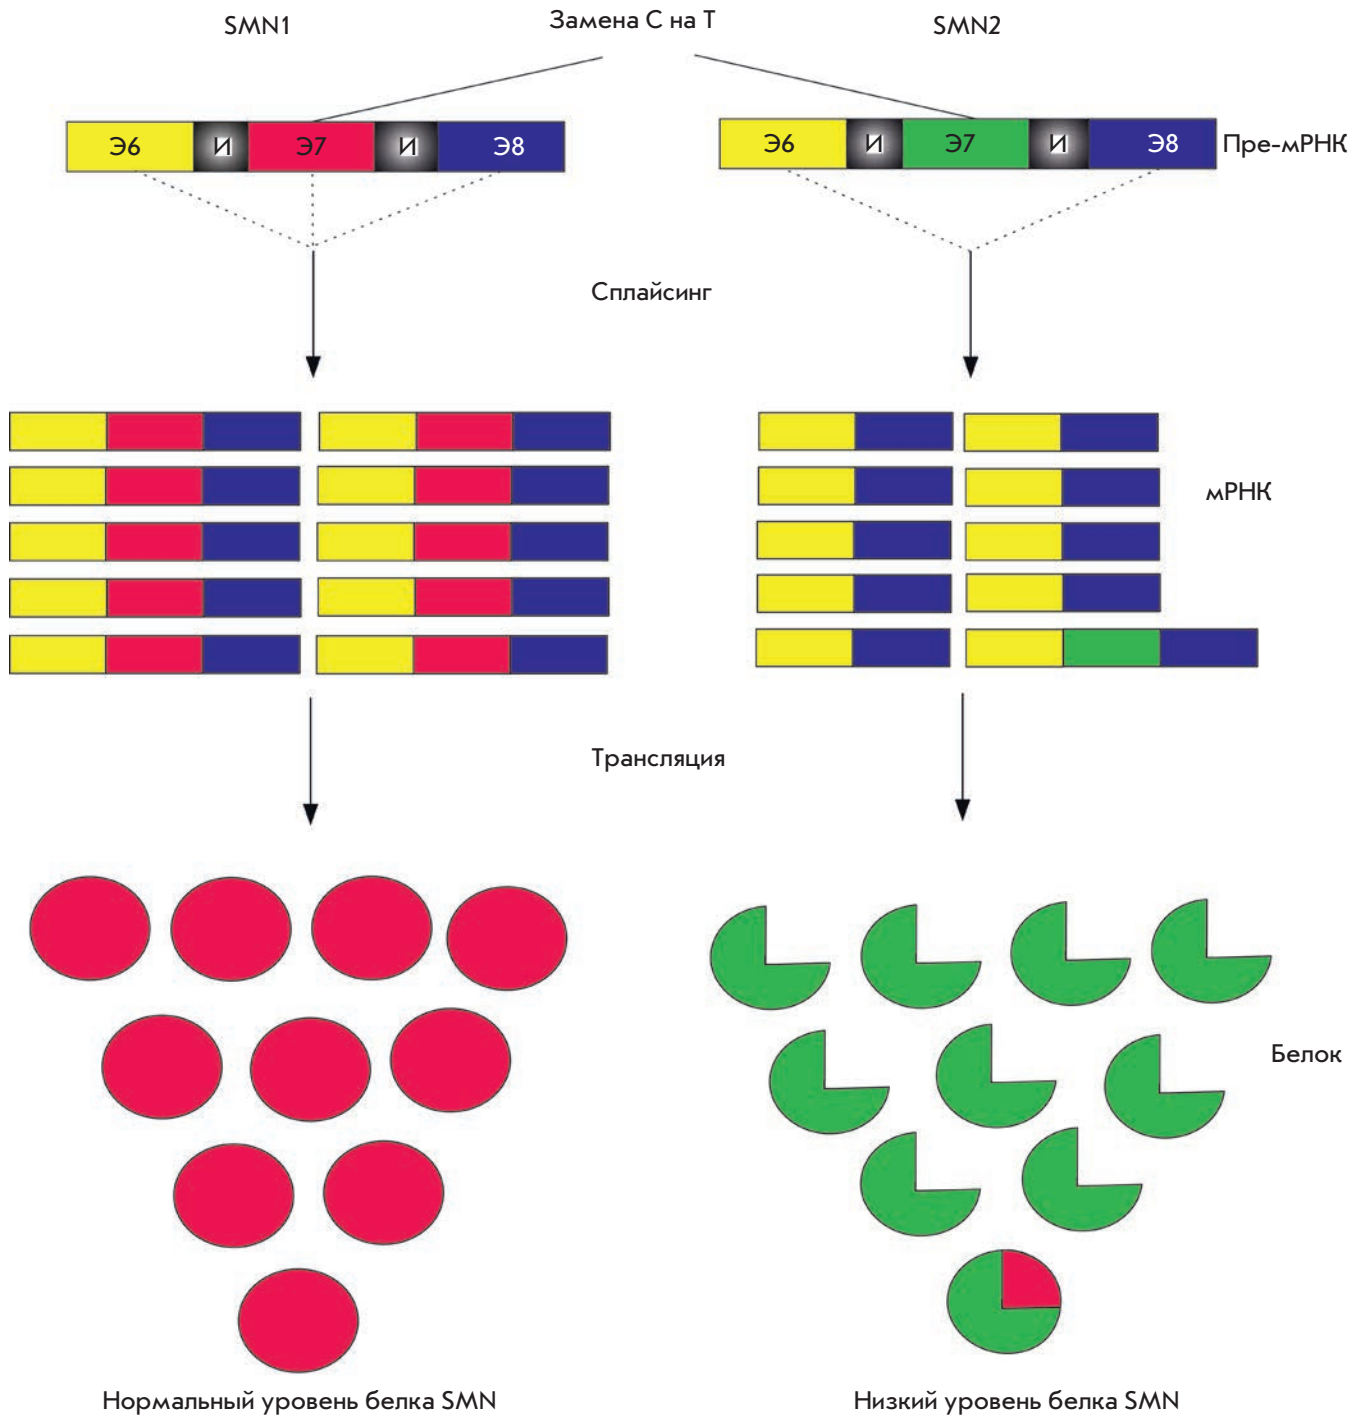 SMN1
Замена С на Т
SMN2
Э6
И
Э7
И
Э8
Э6
И
Э7
И
Э8
Пре-мРНК
Сплайсинг
мРНК
Трансляция
Белок
Нормальный уровень белка SMN
Низкий уровень белка SMN